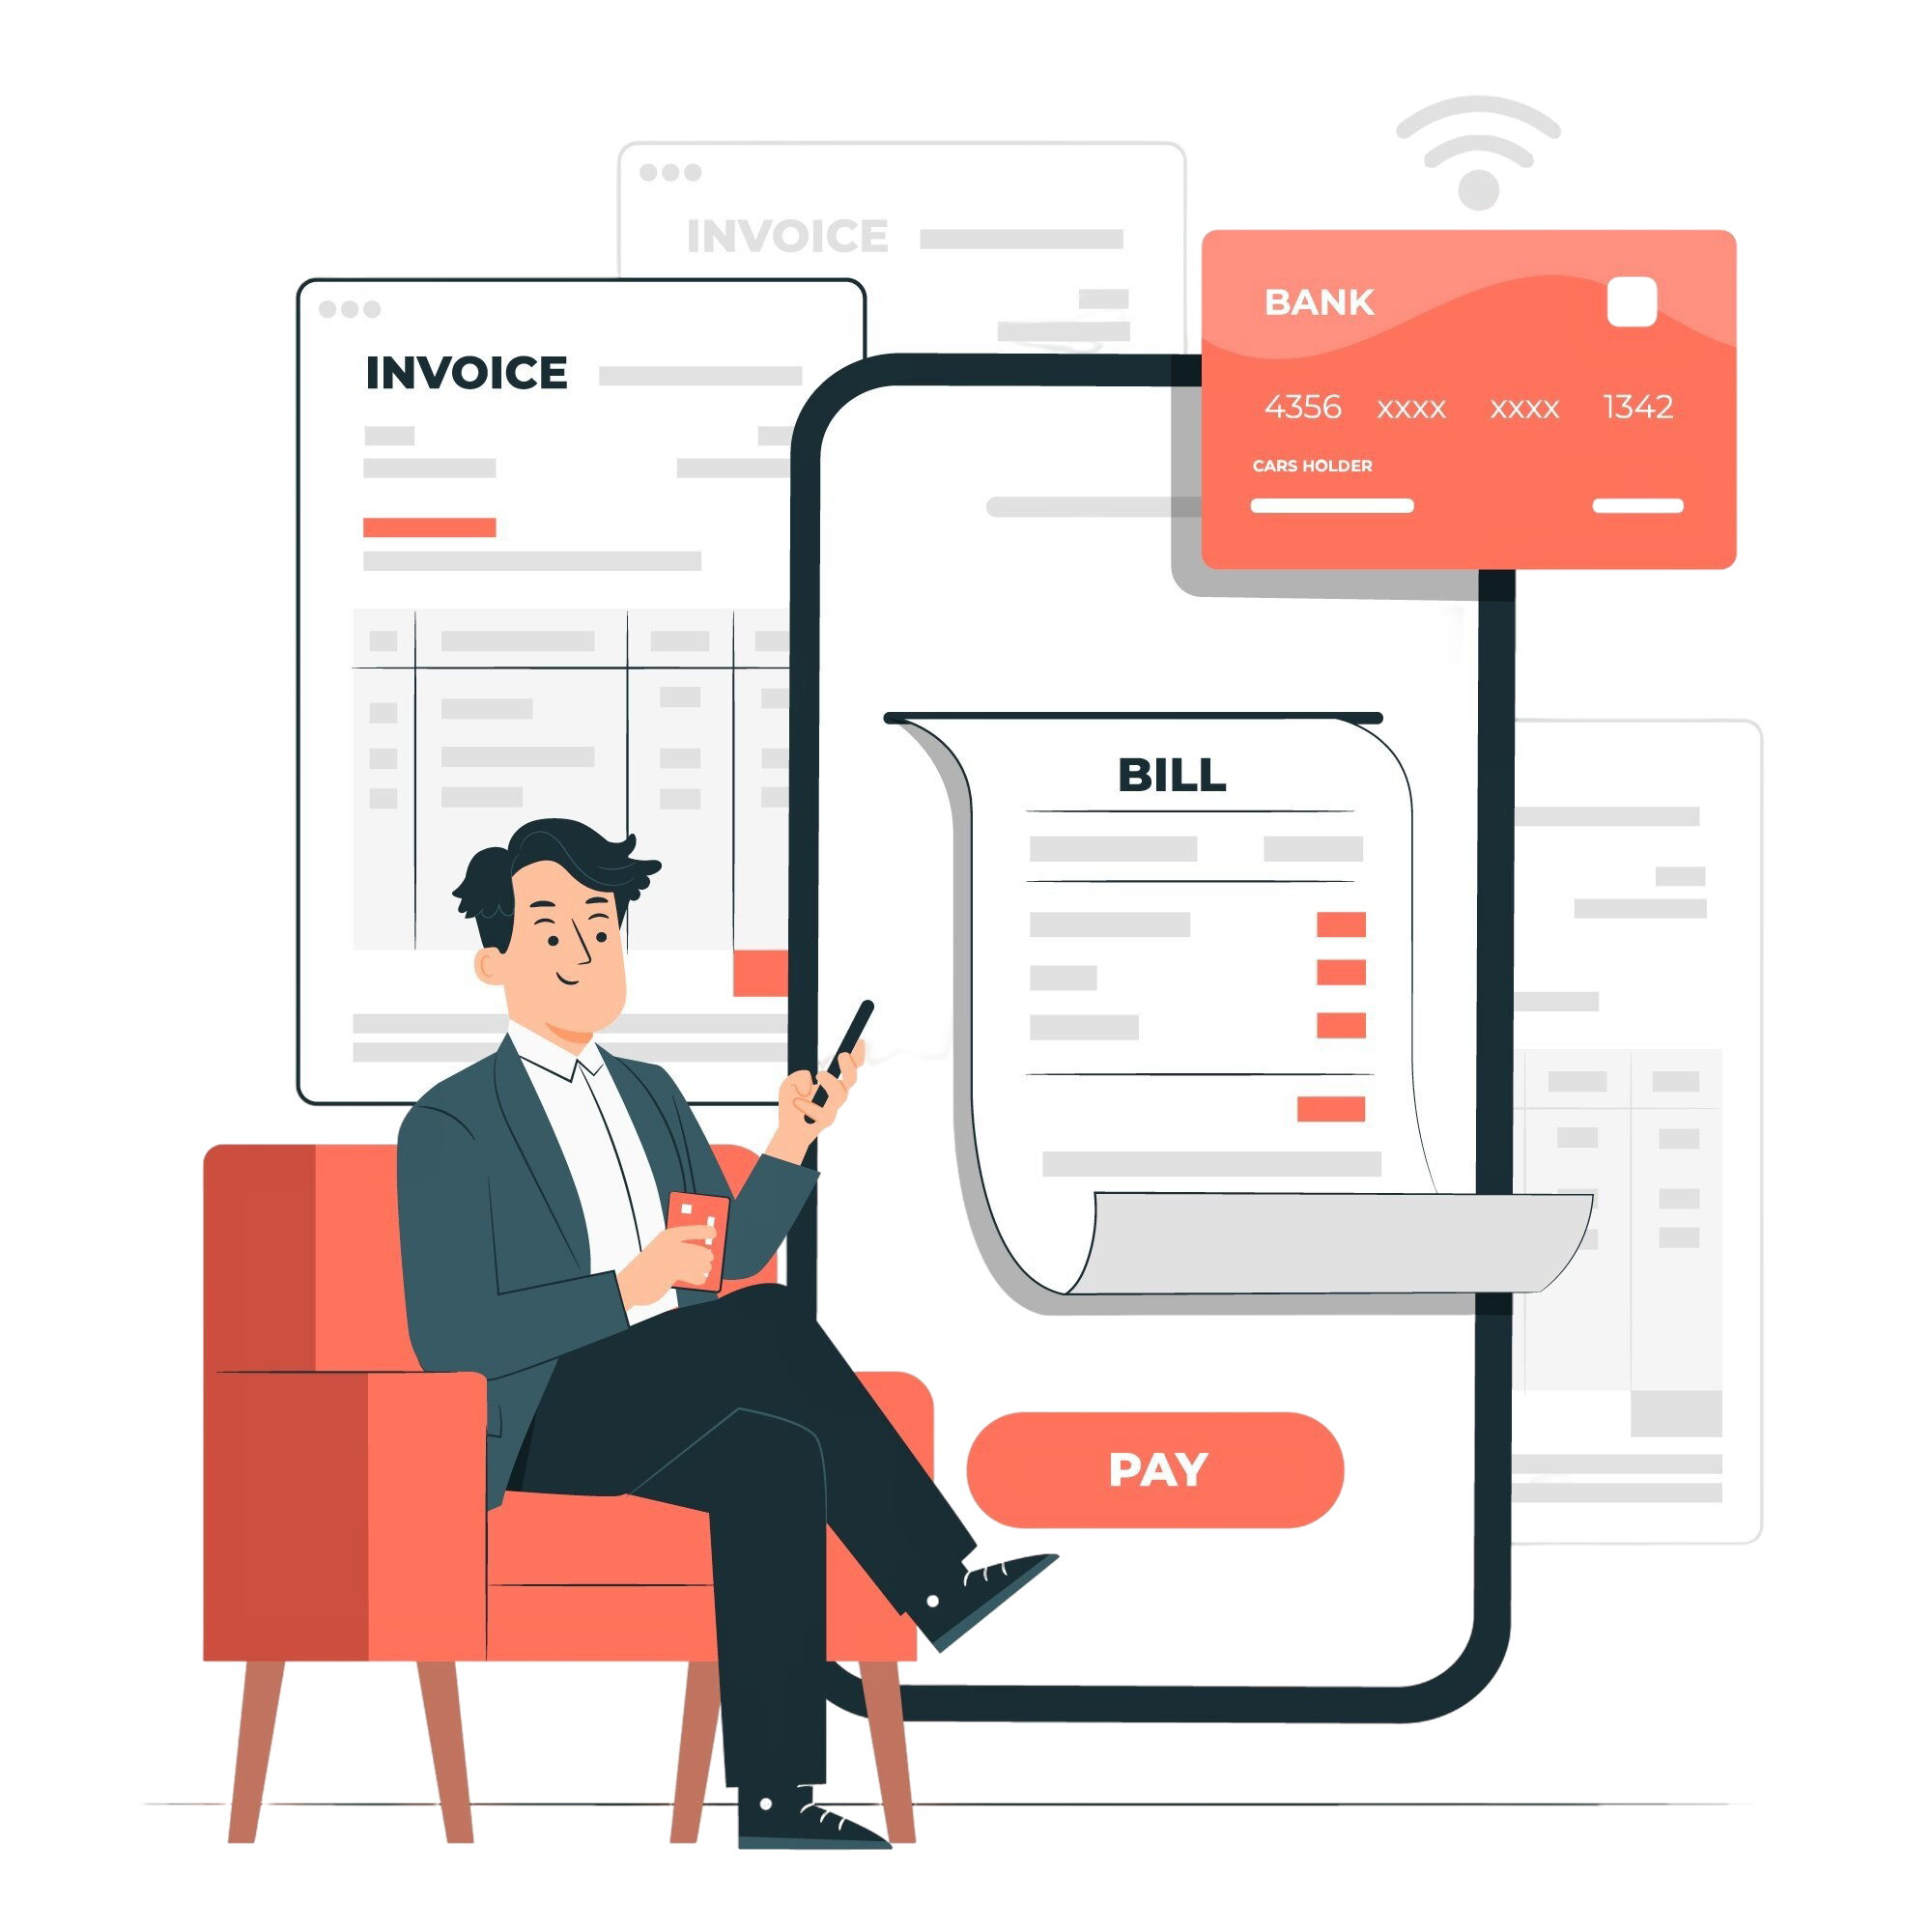 INVOICE
INVOICE
BANK
4356 xxxx xxxx 1342
CARS HOLDER
BILL
PAY